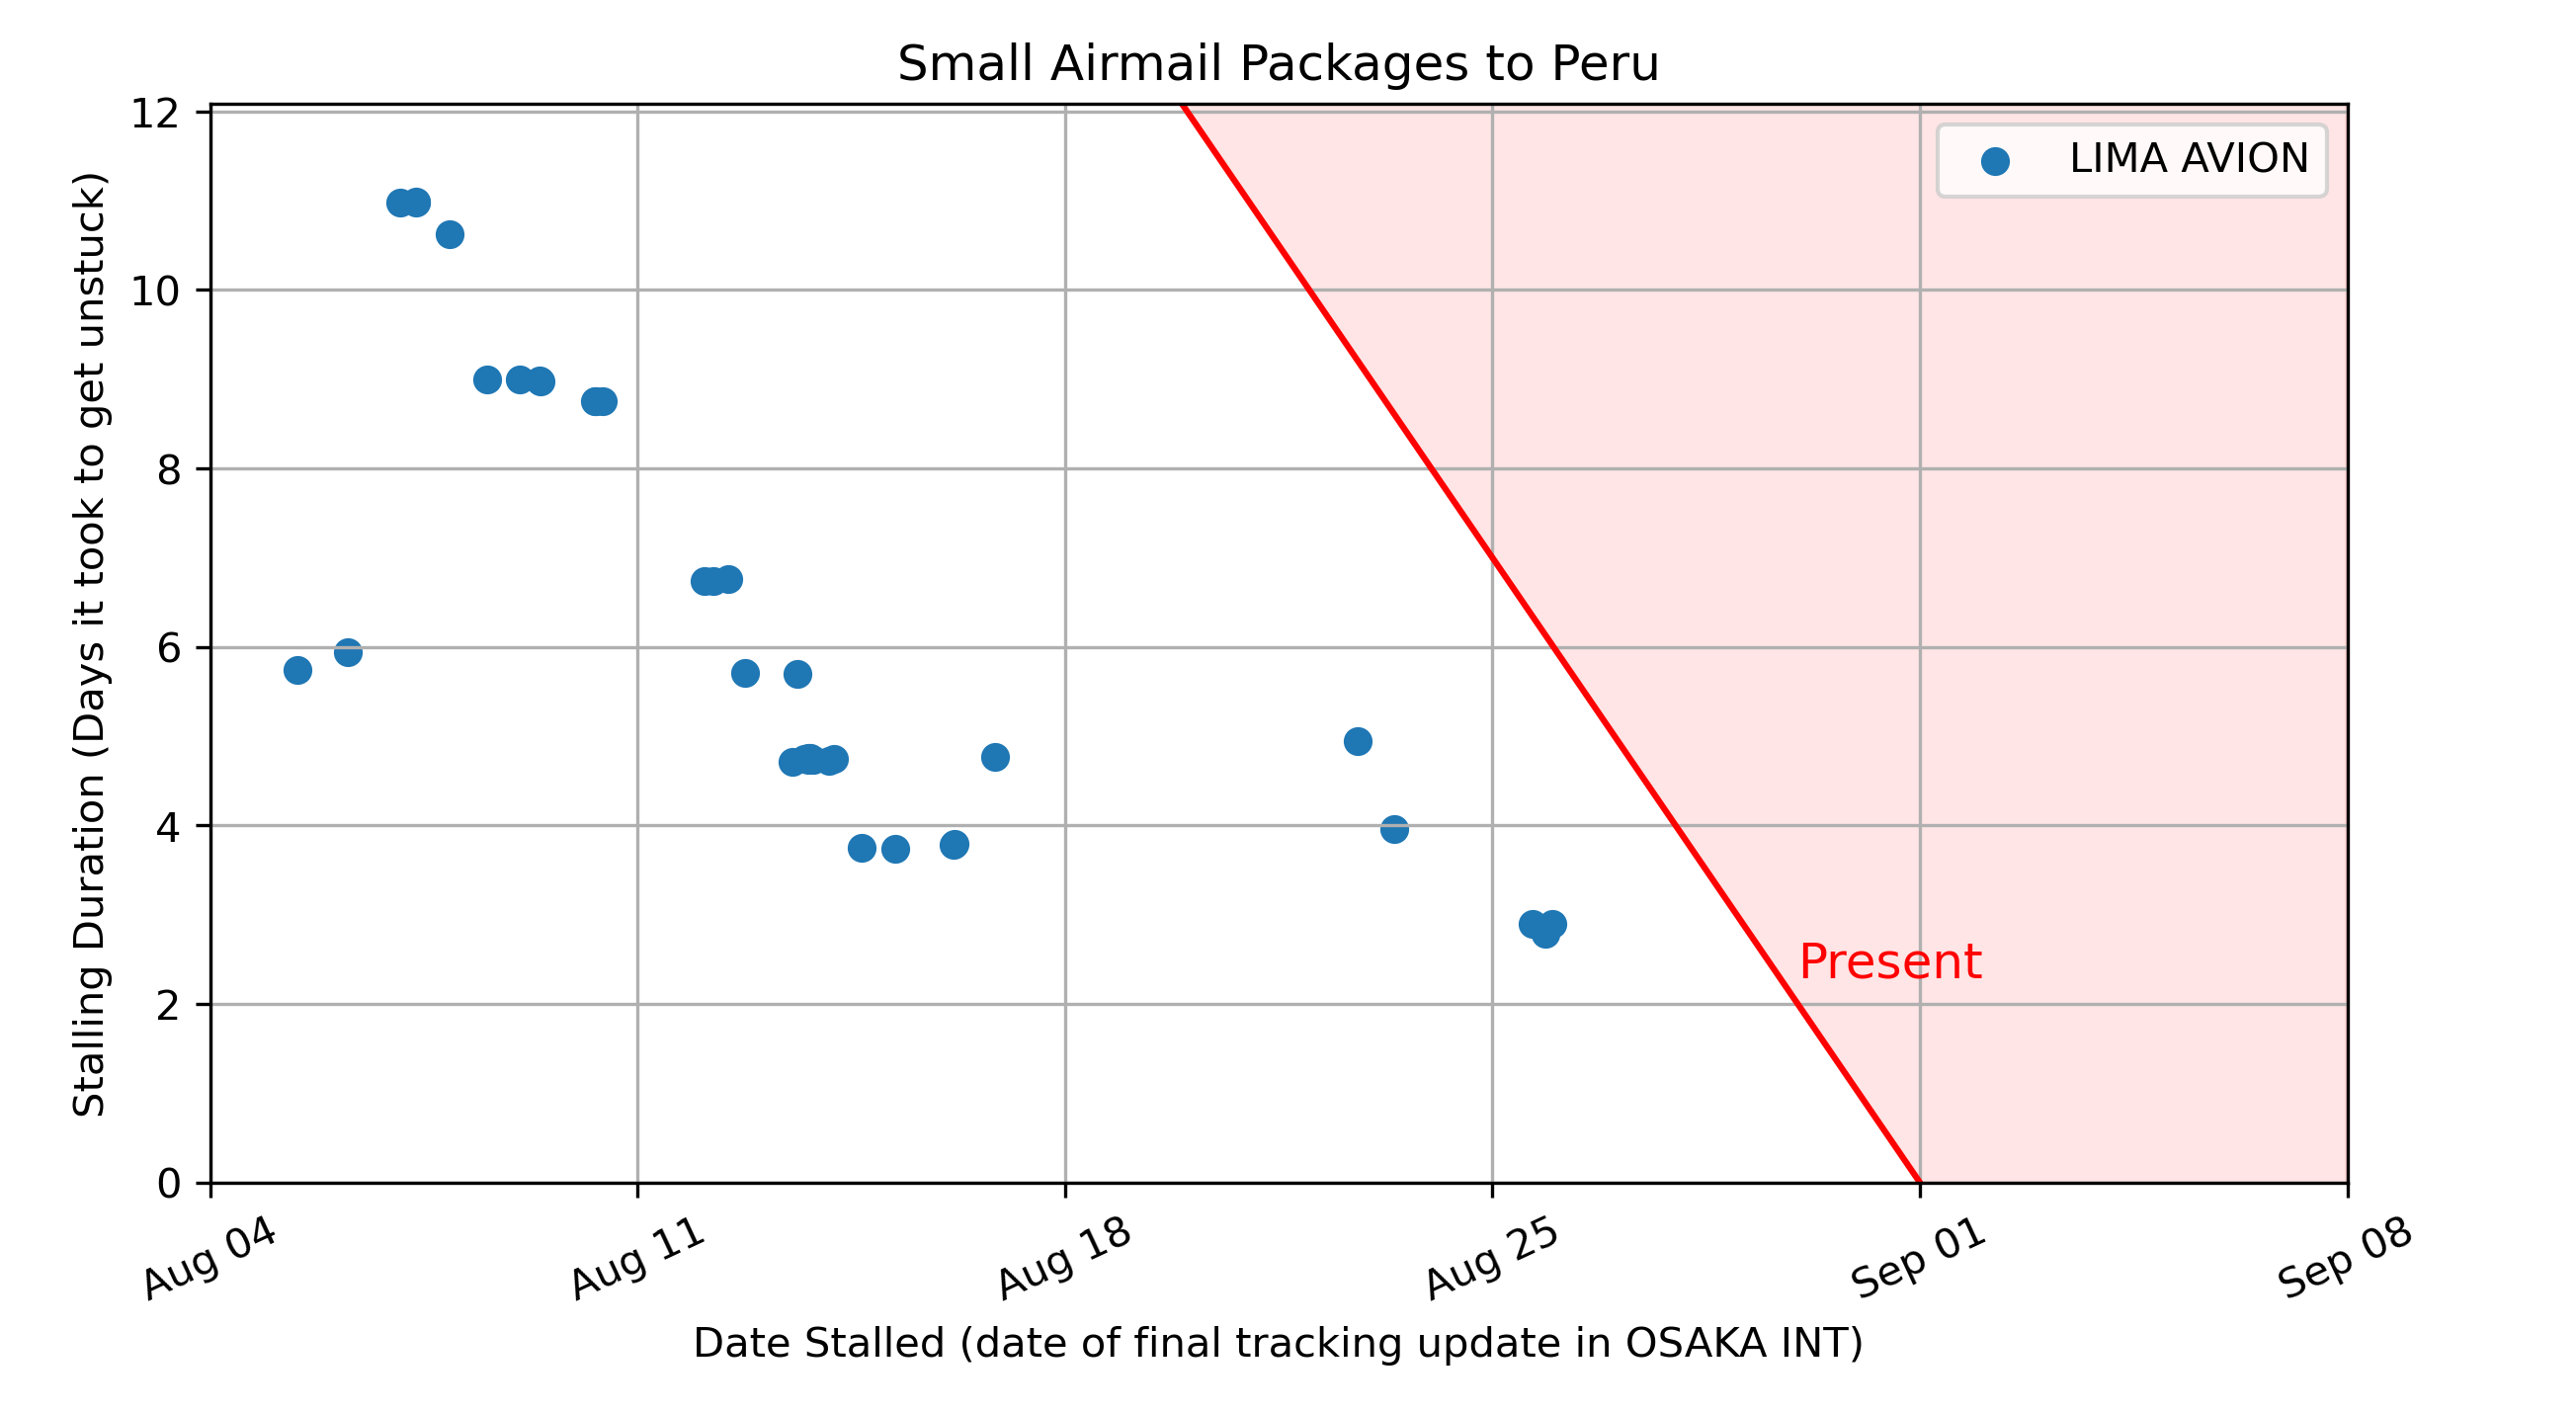 Small Airmail Packages to Peru
LIMA AVION
Stalling Duration (Days it took to get unstuck)
12
10
8
6
4
2
0
Present
Aug 04
Aug 11
Aug 18
Aug 25
Sep 01
Sep 08
Date Stalled (date of final tracking update in OSAKA INT)